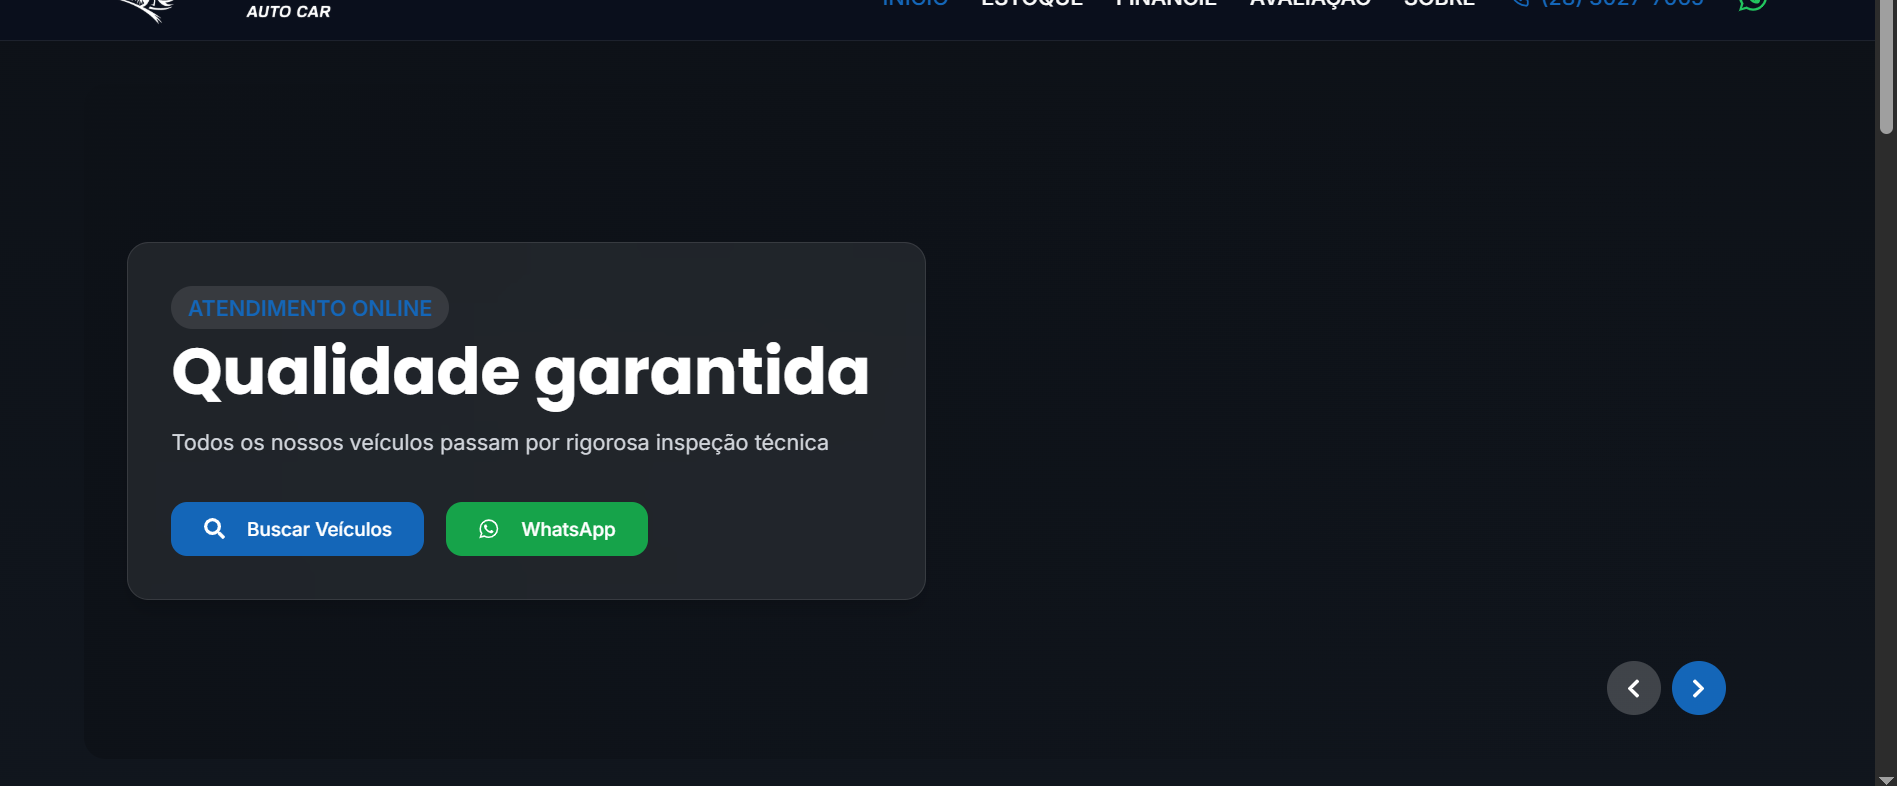 AUTO CAR
INÍCIO ESTOQUE FINANCIE AVALIAÇÃO SOBRE
ATENDIMENTO ONLINE
Qualidade garantida
Todos os nossos veículos passam por rigorosa inspeção técnica
Buscar Veículos WhatsApp